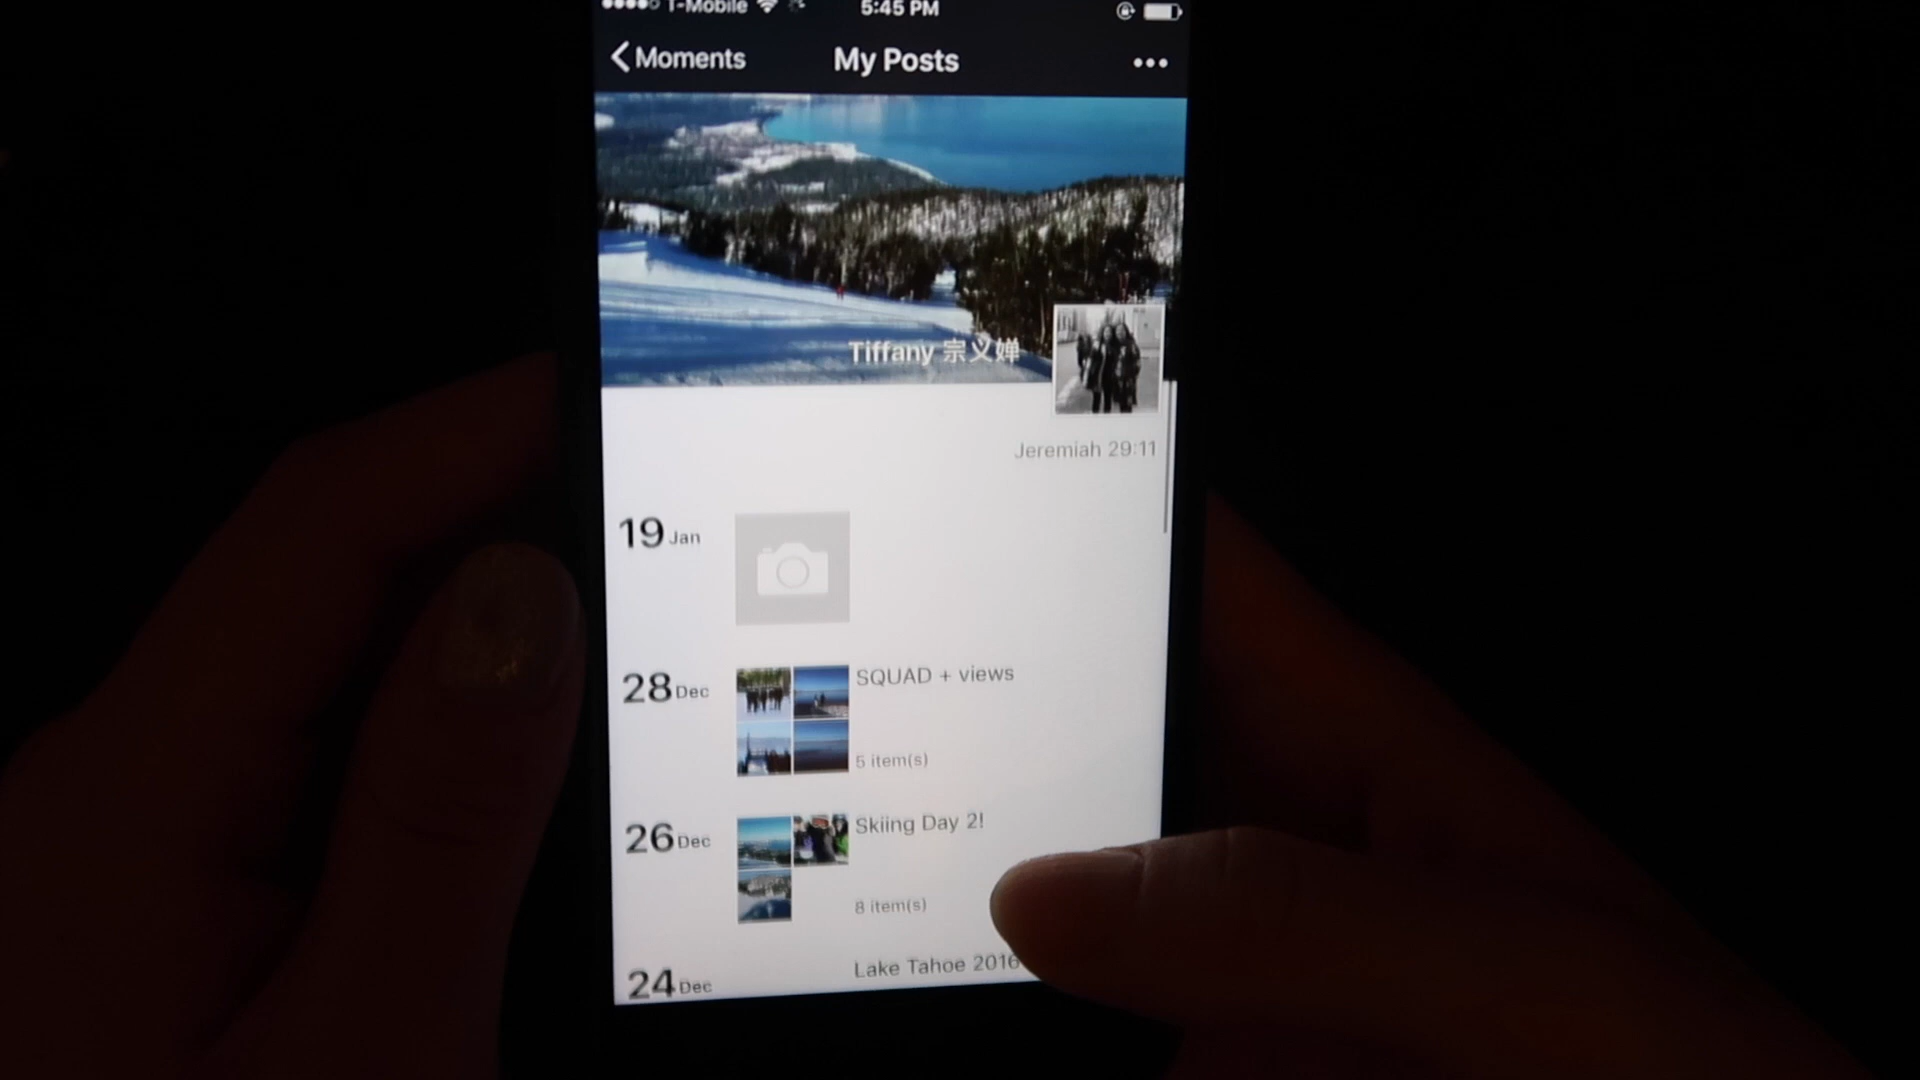 T-Mobile 5:45 PM
Moments My Posts
Tiffany 宗义婵
Jeremiah 29:11
19 Jan
28 Dec SQUAD + views
5 item(s)
26 Dec Skiing Day 2!
8 item(s)
24 Dec Lake Tahoe 2016